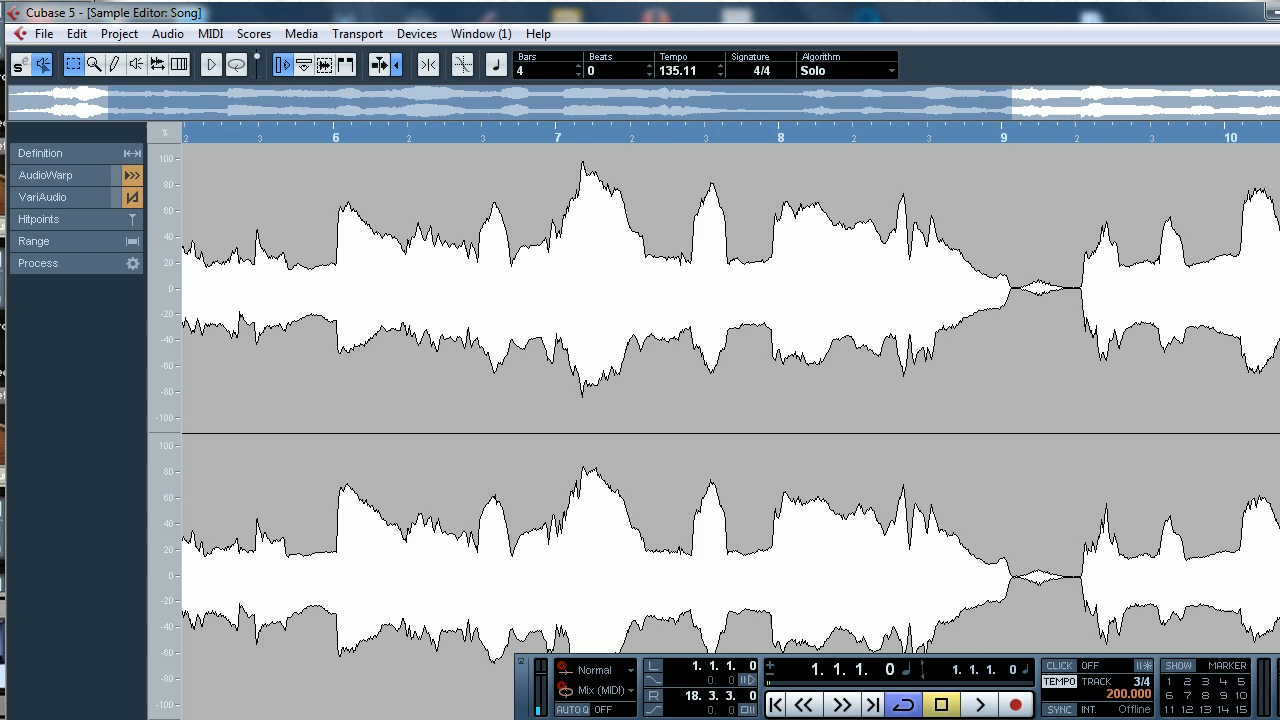 Cubase 5 - [Sample Editor: Song]
File Edit Project Audio MIDI Scores Media Transport Devices Window (1) Help
Bars Beats Tempo Signature Algorithm
4 0 135.11 4/4 Solo
2 3 6 2 3 7 2 3 8 2 3 9 2 3 10
%
Definition
AudioWarp
VariAudio
Hitpoints
Range
Process
100
80
60
40
20
0
-20
-40
-60
-80
-100
100
80
60
40
20
0
-20
-40
-60
-80
-100
Normal L 1. 1. 1. 0 1. 1. 1. 0 1. 1. 1. 0 CLICK OFF SHOW MARKER
0. 0 TEMPO TRACK 3/4 1 2 3 4 5
Mix (MIDI) R 18. 3. 3. 0 200.000 6 7 8 9 10
AUTO Q OFF 0. 0 SYNC INT. Offline 11 12 13 14 15